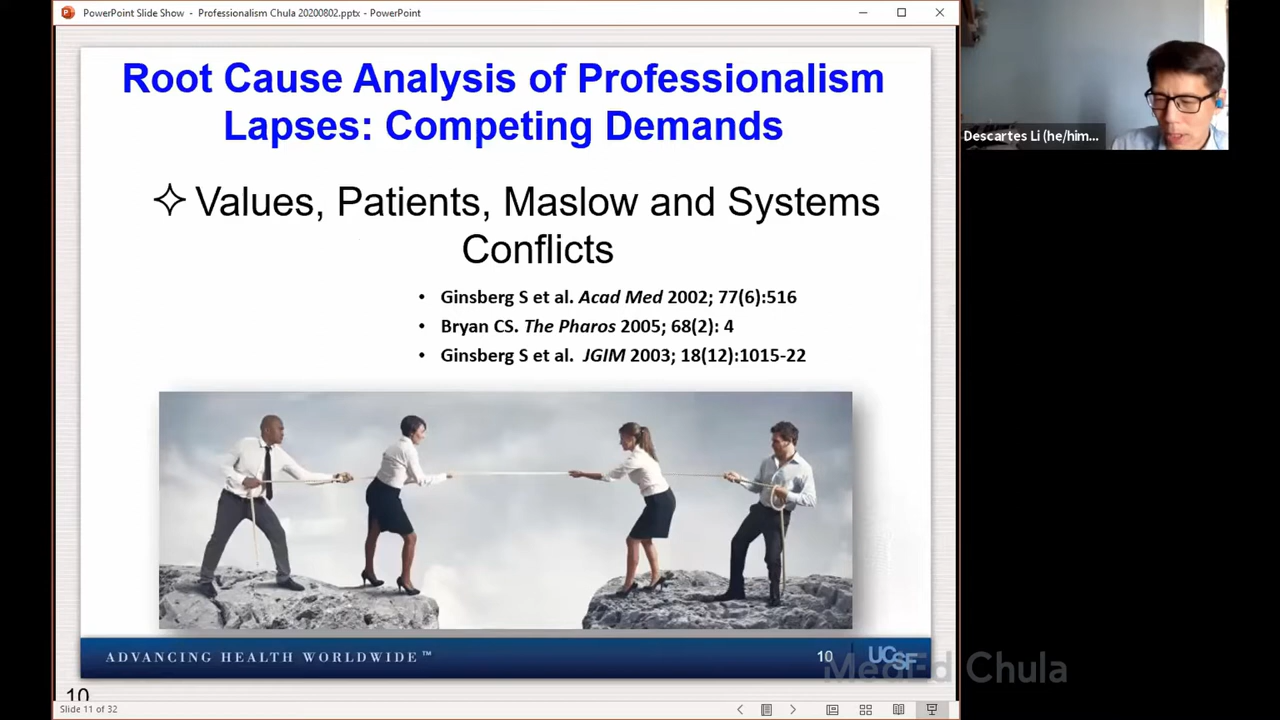 PowerPoint Slide Show - Professionalism Chula 20200802.pptx - PowerPoint
Root Cause Analysis of Professionalism
Lapses: Competing Demands
Values, Patients, Maslow and Systems
Conflicts
• Ginsberg S et al. Acad Med 2002; 77(6):516
• Bryan CS. The Pharos 2005; 68(2): 4
• Ginsberg S et al. JGIM 2003; 18(12):1015-22
ADVANCING HEALTH WORLDWIDE™
10
UCSF
MedEd Chula
10
Slide 11 of 32
Descartes Li (he/him...